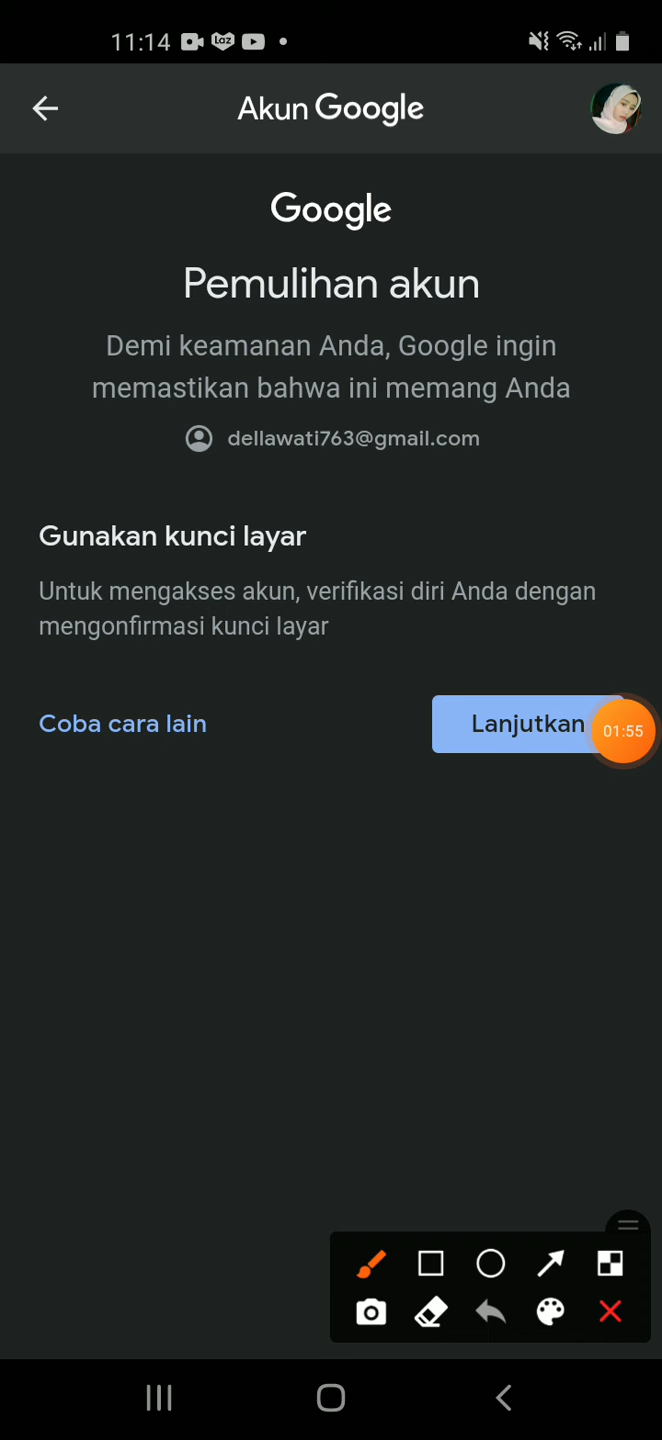 11:14
Laz
Akun Google
Google
Pemulihan akun
Demi keamanan Anda, Google ingin
memastikan bahwa ini memang Anda
dellawati763@gmail.com
Gunakan kunci layar
Untuk mengakses akun, verifikasi diri Anda dengan
mengonfirmasi kunci layar
Coba cara lain
Lanjutkan
01:55